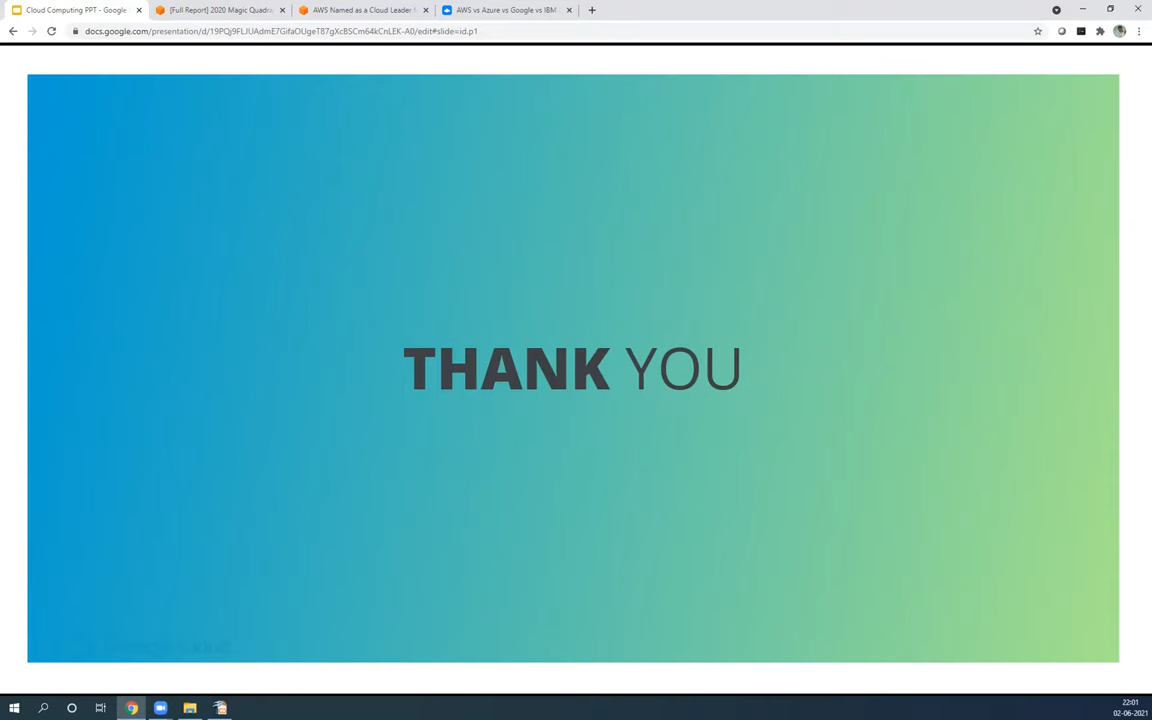 Cloud Computing PPT - Google
[Full Report] 2020 Magic Quadra
AWS Named as a Cloud Leader f
AWS vs Azure vs Google vs IBM
docs.google.com/presentation/d/19PQj9FLJUAdmE7GifaOUgeT87gXcBSCm64kCnLEK-A0/edit#slide=id.p1
THANK YOU
22:01
02-06-2021